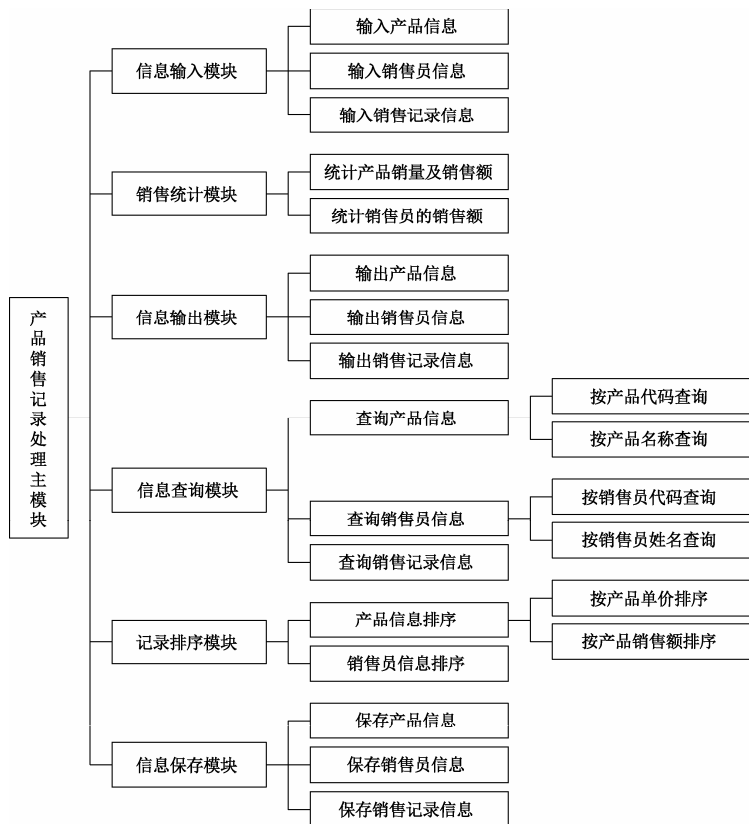 产品销售记录处理主模块
信息输入模块
输入产品信息
输入销售员信息
输入销售记录信息
销售统计模块
统计产品销量及销售额
统计销售员的销售额
信息输出模块
输出产品信息
输出销售员信息
输出销售记录信息
信息查询模块
查询产品信息
按产品代码查询
按产品名称查询
查询销售员信息
按销售员代码查询
按销售员姓名查询
查询销售记录信息
记录排序模块
产品信息排序
按产品单价排序
按产品销售额排序
销售员信息排序
信息保存模块
保存产品信息
保存销售员信息
保存销售记录信息